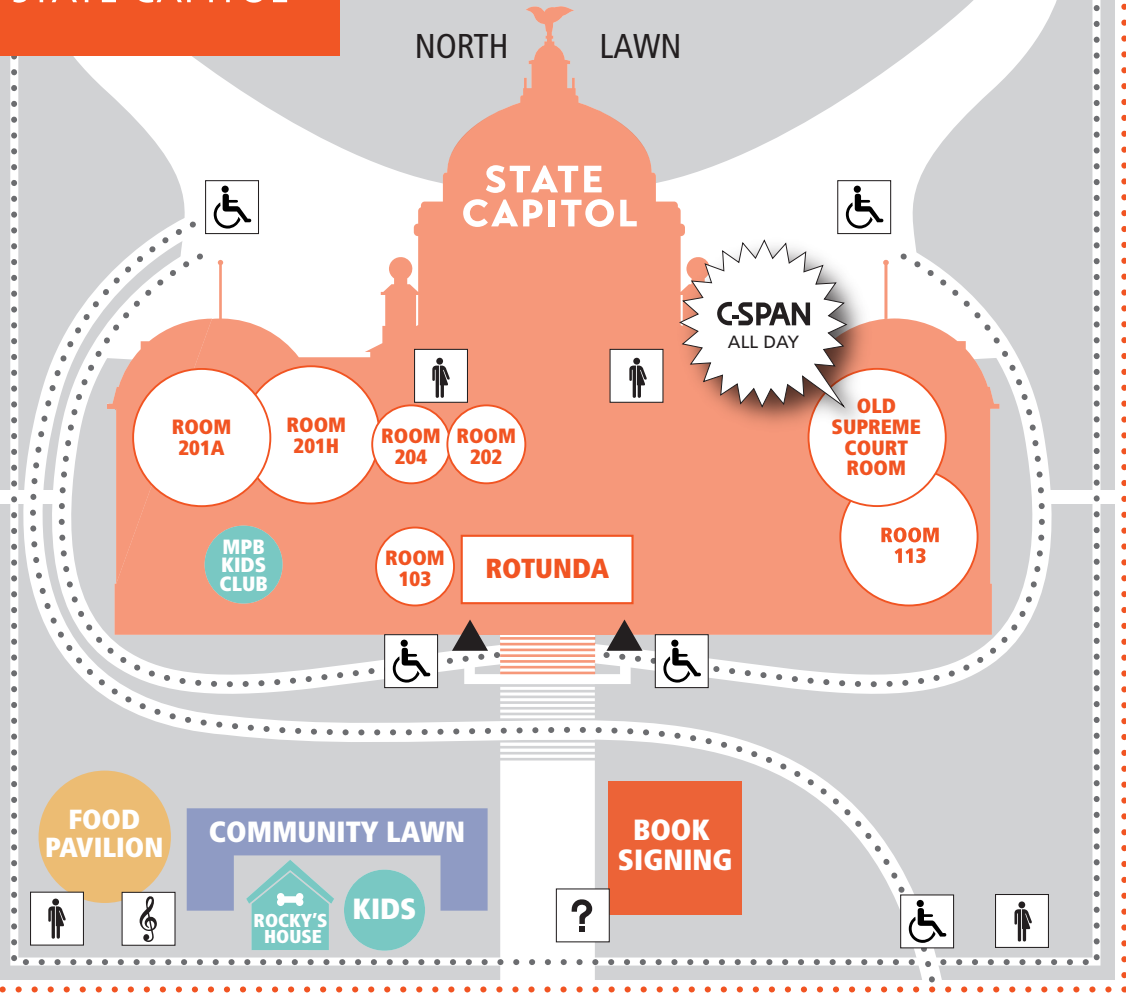 STATE CAPITOL
NORTH LAWN
STATE
CAPITOL
C-SPAN
ALL DAY
ROOM
201A
ROOM
201H
ROOM
204
ROOM
202
OLD
SUPREME
COURT
ROOM
ROOM
113
MPB
KIDS
CLUB
ROOM
103
ROTUNDA
FOOD
PAVILION
COMMUNITY LAWN
ROCKY'S
HOUSE
KIDS
BOOK
SIGNING
?